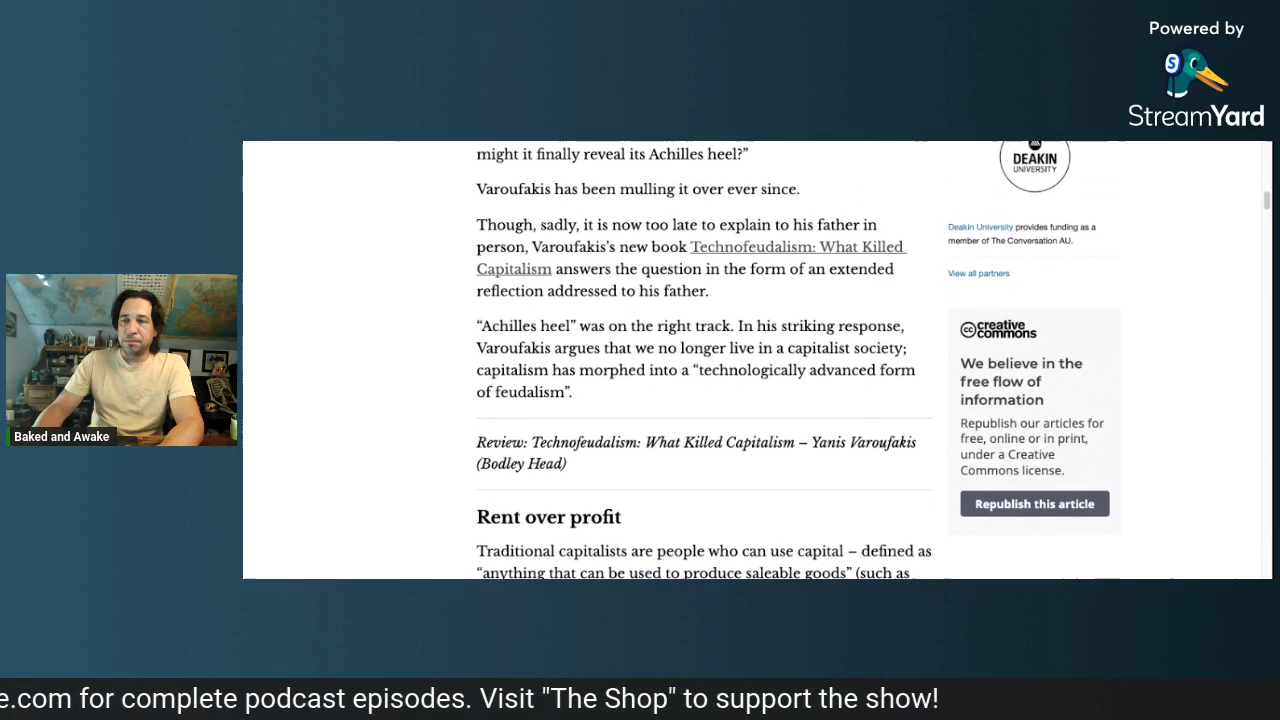 Powered by
S
StreamYard
might it finally reveal its Achilles heel?”
Varoufakis has been mulling it over ever since.
Though, sadly, it is now too late to explain to his father in
person, Varoufakis’s new book Technofeudalism: What Killed
Capitalism answers the question in the form of an extended
reflection addressed to his father.
“Achilles heel” was on the right track. In his striking response,
Varoufakis argues that we no longer live in a capitalist society;
capitalism has morphed into a “technologically advanced form
of feudalism”.
Review: Technofeudalism: What Killed Capitalism – Yanis Varoufakis
(Bodley Head)
Rent over profit
Traditional capitalists are people who can use capital – defined as
“anything that can be used to produce saleable goods” (such as
DEAKIN
UNIVERSITY
Deakin University provides funding as a
member of The Conversation AU.
View all partners
cc creative
commons
We believe in the
free flow of
information
Republish our articles for
free, online or in print,
under a Creative
Commons license.
Republish this article
Baked and Awake
e.com for complete podcast episodes. Visit "The Shop" to support the show!